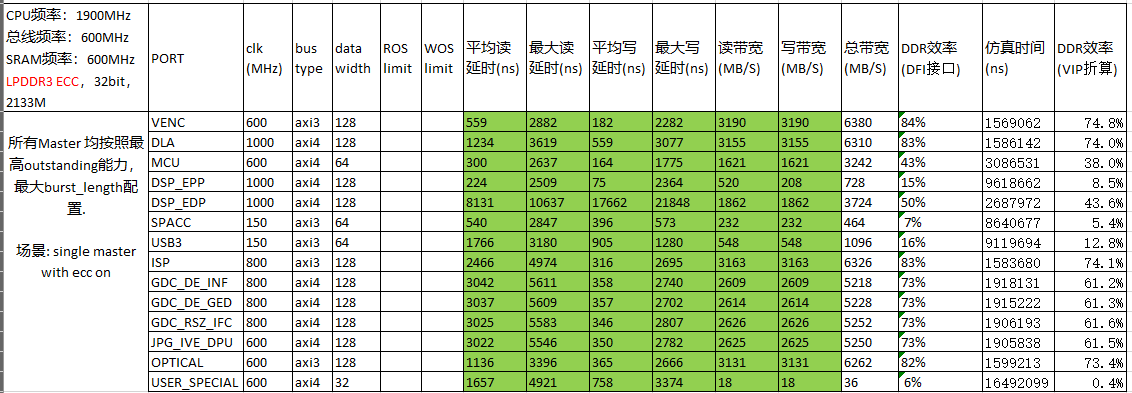 CPU频率：1900MHz
总线频率：600MHz
SRAM频率：600MHz
LPDDR3 ECC，32bit，
2133M
PORT
clk
(MHz)
bus
type
data
width
ROS
limit
WOS
limit
平均读
延时(ns)
最大读
延时(ns)
平均写
延时(ns)
最大写
延时(ns)
读带宽
(MB/S)
写带宽
(MB/S)
总带宽
(MB/S)
DDR效率
(DFI接口)
仿真时间
(ns)
DDR效率
(VIP折算)
所有Master 均按照最
高outstanding能力，
最大burst_length配
置.
场景: single master
with ecc on
VENC 600 axi3 128 559 2882 182 2282 3190 3190 6380 84% 1569062 74.8%
DLA 1000 axi4 128 1234 3619 559 3077 3155 3155 6310 83% 1586142 74.0%
MCU 600 axi4 64 300 2637 164 1775 1621 1621 3242 43% 3086531 38.0%
DSP_EPP 1000 axi4 128 224 2509 75 2364 520 208 728 15% 9618662 8.5%
DSP_EDP 1000 axi4 128 8131 10637 17662 21848 1862 1862 3724 50% 2687972 43.6%
SPACC 150 axi3 64 540 2847 396 573 232 232 464 7% 8640677 5.4%
USB3 150 axi3 64 1766 3180 905 1280 548 548 1096 16% 9119694 12.8%
ISP 800 axi3 128 2466 4974 316 2695 3163 3163 6326 83% 1583680 74.1%
GDC_DE_INF 800 axi4 128 3042 5611 358 2740 2609 2609 5218 73% 1918131 61.2%
GDC_DE_GED 800 axi4 128 3037 5609 357 2702 2614 2614 5228 73% 1915222 61.3%
GDC_RSZ_IFC 800 axi4 128 3025 5583 346 2807 2626 2626 5252 73% 1906193 61.6%
JPG_IVE_DPU 600 axi4 128 3022 5546 350 2782 2625 2625 5250 73% 1905838 61.5%
OPTICAL 600 axi3 128 1136 3396 365 2666 3131 3131 6262 82% 1599213 73.4%
USER_SPECIAL 600 axi4 32 1657 4921 758 3374 18 18 36 6% 16492099 0.4%